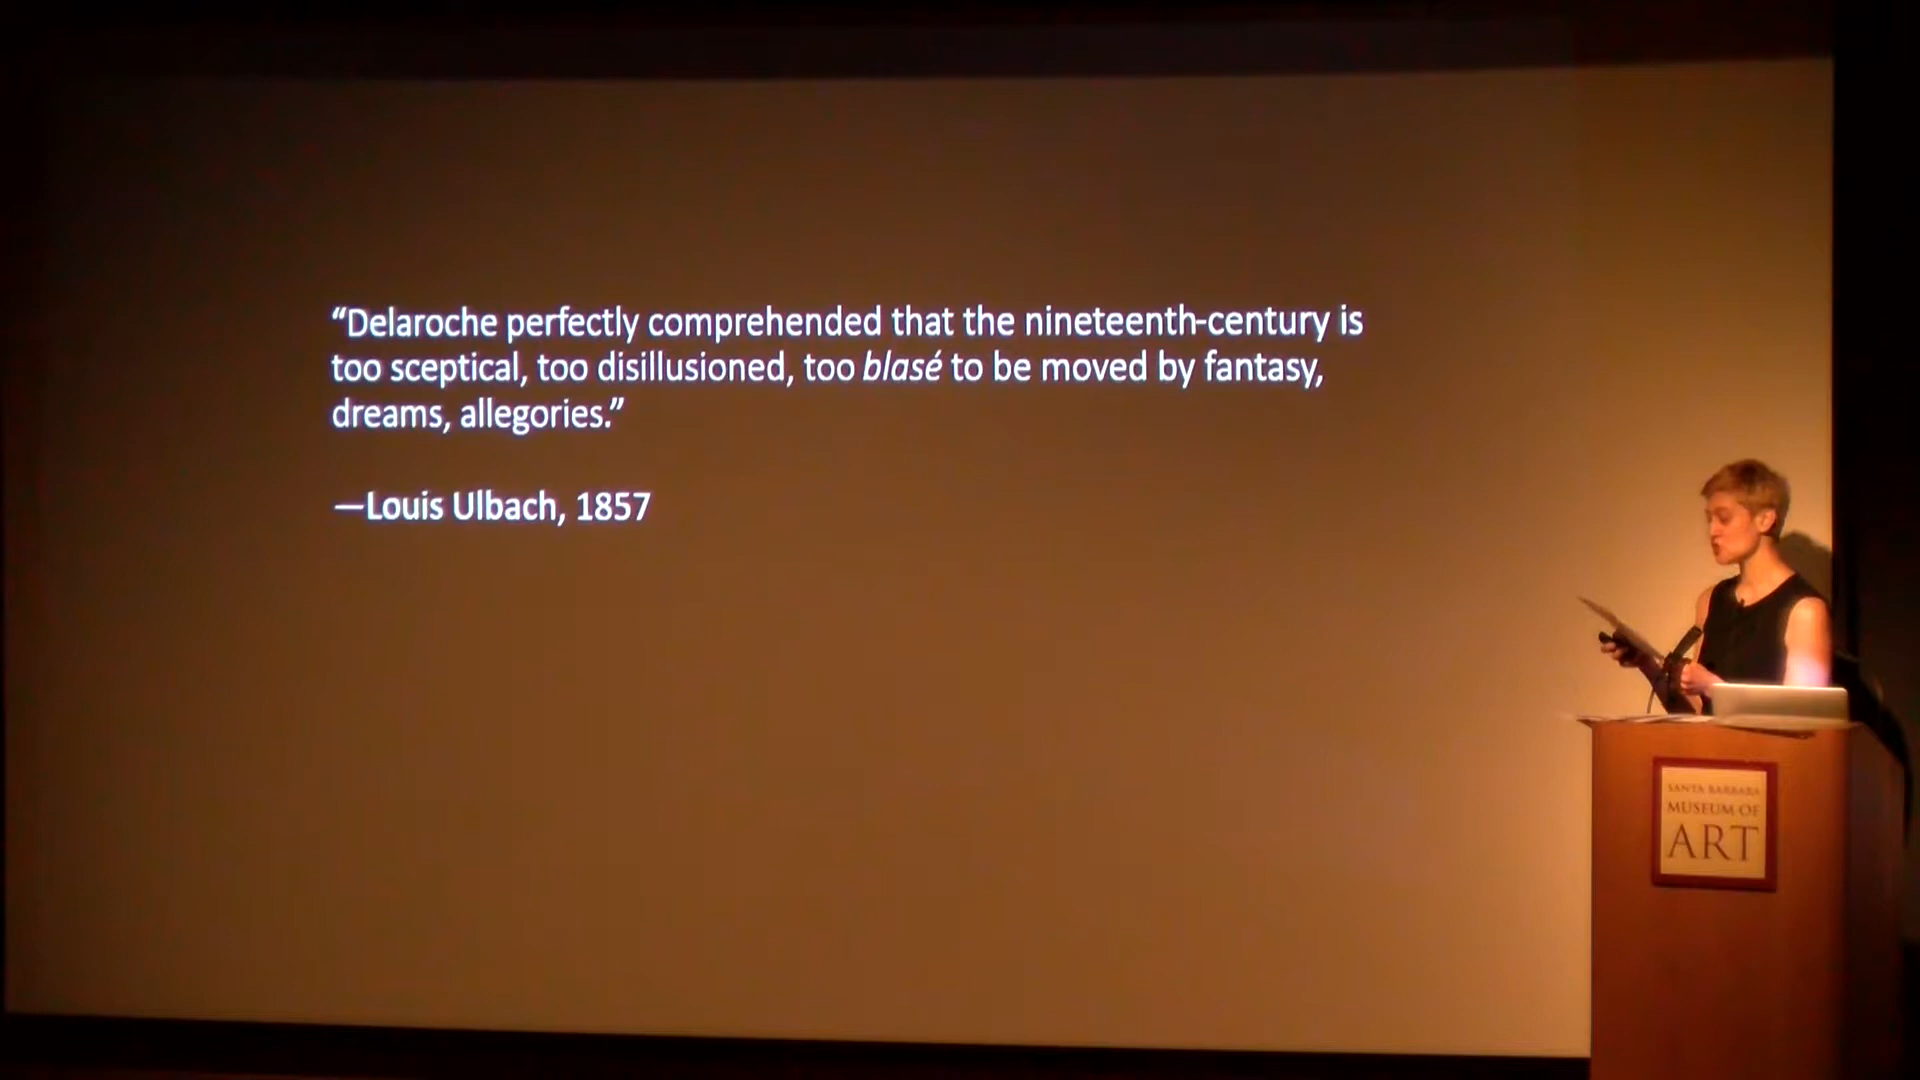 “Delaroche perfectly comprehended that the nineteenth-century is
too sceptical, too disillusioned, too blasé to be moved by fantasy,
dreams, allegories.”
—Louis Ulbach, 1857
SANTA BARBARA
MUSEUM OF
ART